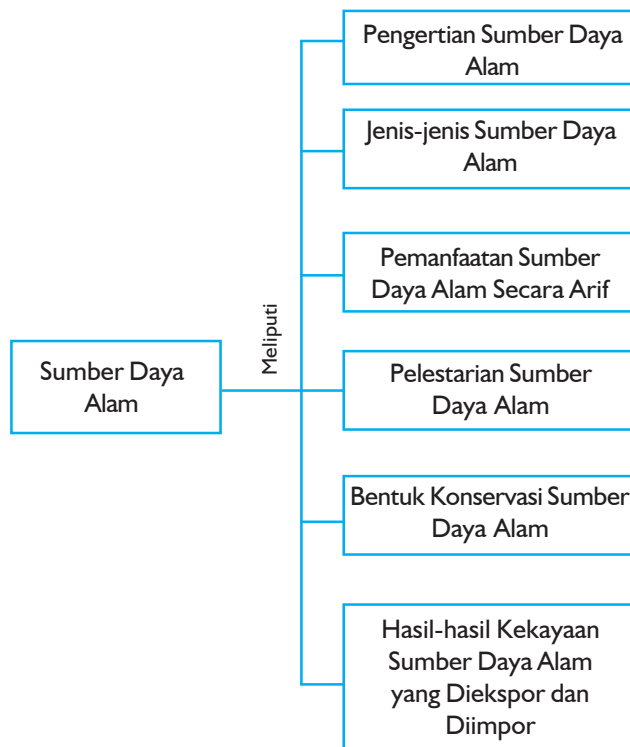 Pengertian Sumber Daya
Alam
Jenis-jenis Sumber Daya
Alam
Pemanfaatan Sumber
Daya Alam Secara Arif
Meliputi
Sumber Daya
Alam
Pelestarian Sumber
Daya Alam
Bentuk Konservasi Sumber
Daya Alam
Hasil-hasil Kekayaan
Sumber Daya Alam
yang Diekspor dan
Diimpor